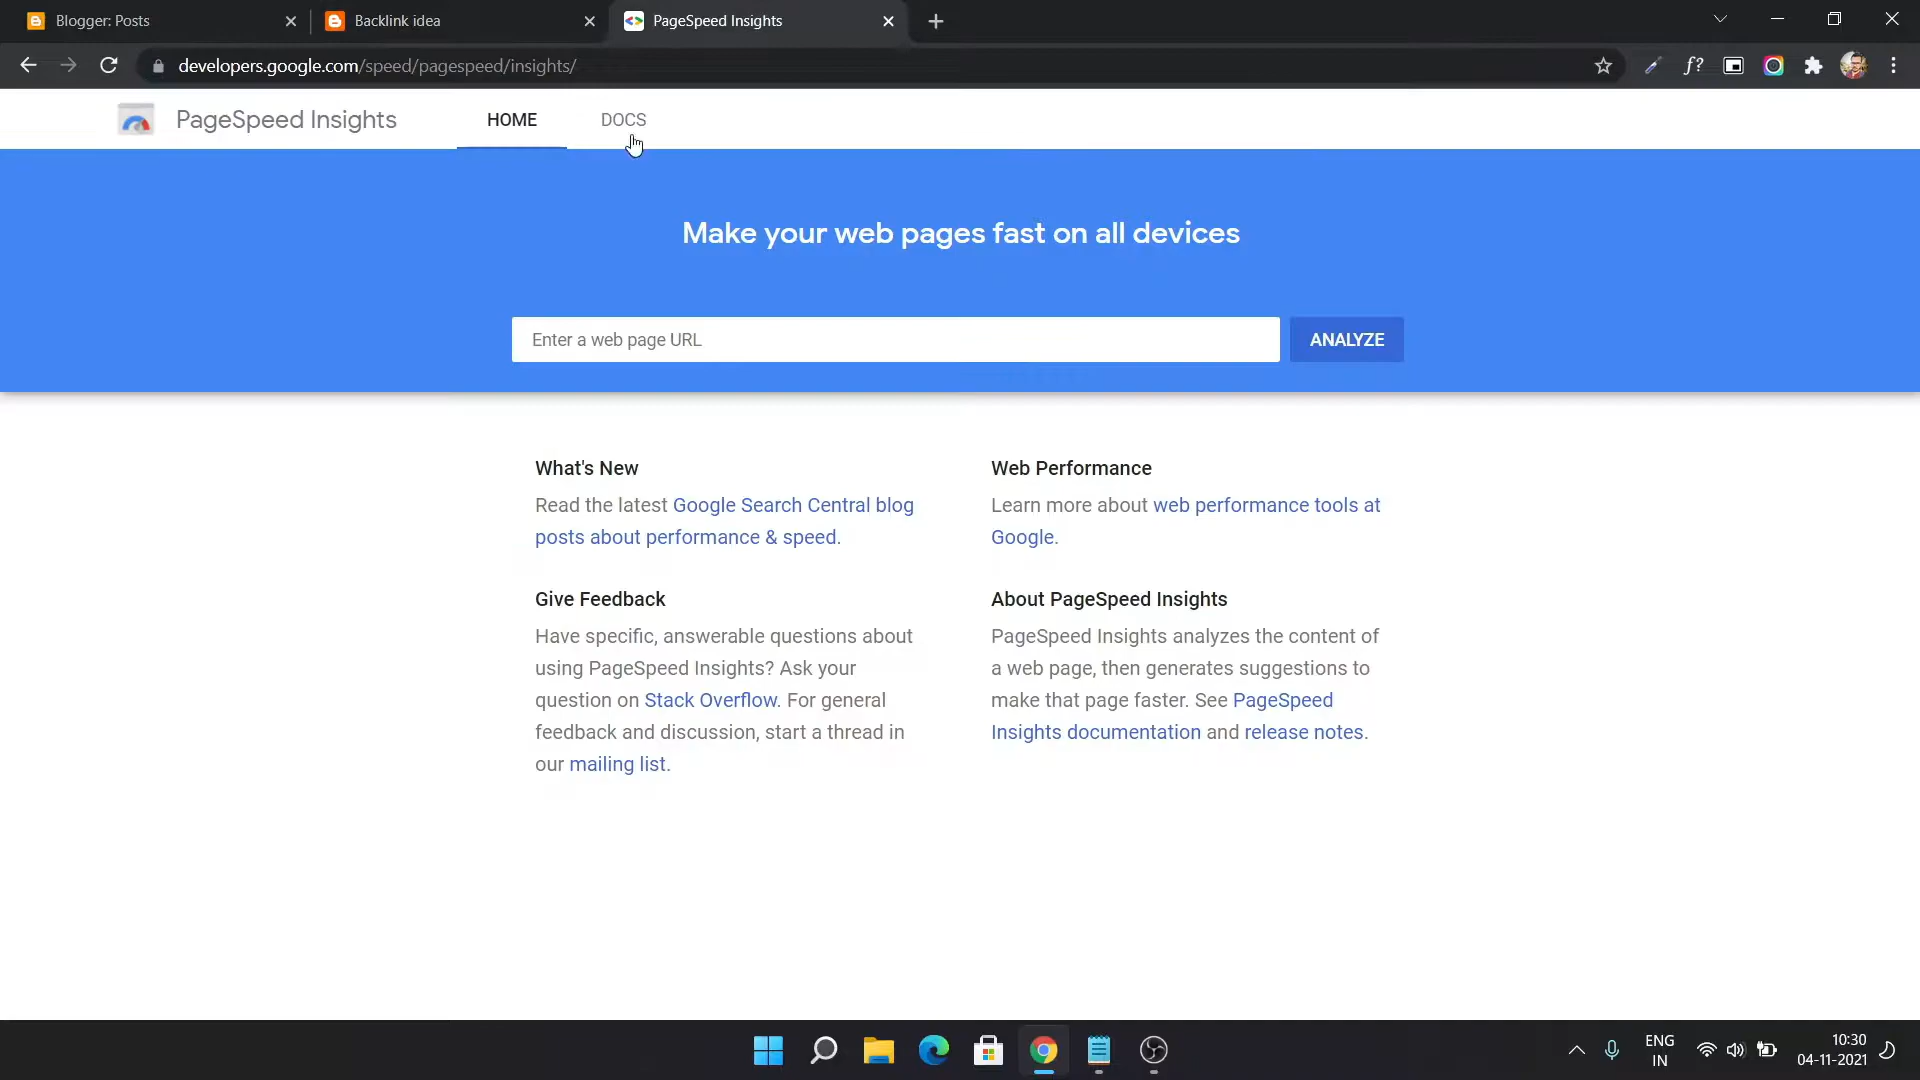 Blogger: Posts
Backlink idea
PageSpeed Insights
developers.google.com/speed/pagespeed/insights/
f?
PageSpeed Insights
HOME
DOCS
Make your web pages fast on all devices
Enter a web page URL
ANALYZE
What's New
Read the latest Google Search Central blog
posts about performance & speed.
Web Performance
Learn more about web performance tools at
Google.
Give Feedback
Have specific, answerable questions about
using PageSpeed Insights? Ask your
question on Stack Overflow. For general
feedback and discussion, start a thread in
our mailing list.
About PageSpeed Insights
PageSpeed Insights analyzes the content of
a web page, then generates suggestions to
make that page faster. See PageSpeed
Insights documentation and release notes.
ENG
IN
10:30
04-11-2021